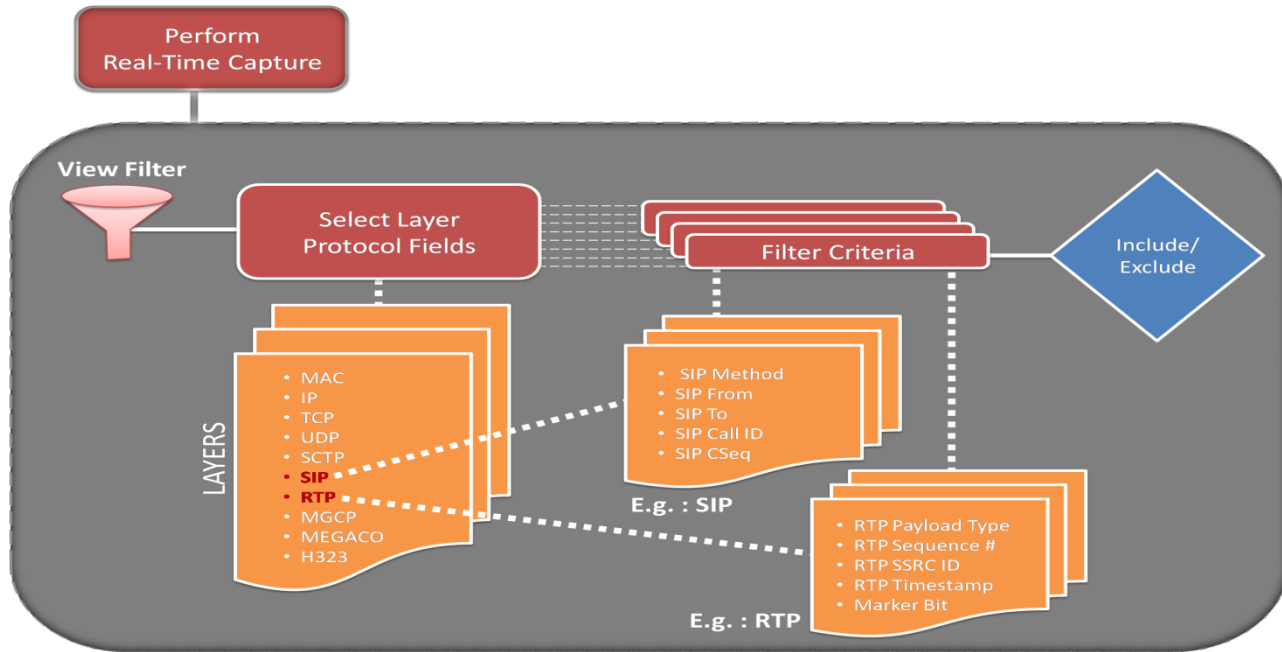 Perform
Real-Time Capture
View Filter
Select Layer
Protocol Fields
Filter Criteria
Include/
Exclude
LAYERS
• MAC
• IP
• TCP
• UDP
• SCTP
• SIP
• RTP
• MGCP
• MEGACO
• H323
• SIP Method
• SIP From
• SIP To
• SIP Call ID
• SIP CSeq
E.g. : SIP
• RTP Payload Type
• RTP Sequence #
• RTP SSRC ID
• RTP Timestamp
• Marker Bit
E.g. : RTP